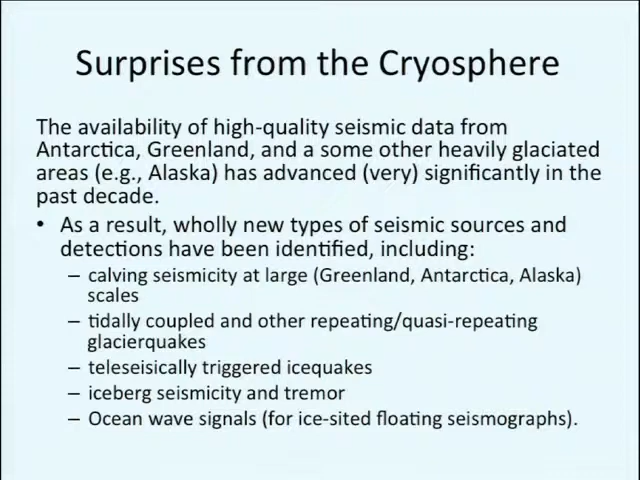 Surprises from the Cryosphere
The availability of high-quality seismic data from
Antarctica, Greenland, and a some other heavily glaciated
areas (e.g., Alaska) has advanced (very) significantly in the
past decade.
• As a result, wholly new types of seismic sources and
detections have been identified, including:
– calving seismicity at large (Greenland, Antarctica, Alaska)
scales
– tidally coupled and other repeating/quasi-repeating
glacierquakes
– teleseisically triggered icequakes
– iceberg seismicity and tremor
– Ocean wave signals (for ice-sited floating seismographs).